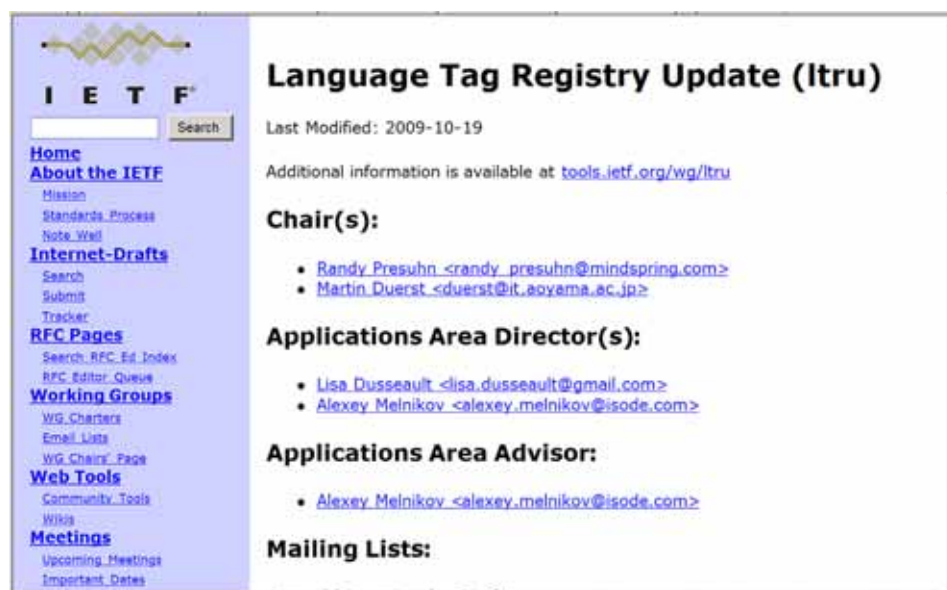 I E T F®
Search
Home
About the IETF
Mission
Standards Process
Note Well
Internet-Drafts
Search
Submit
Tracker
RFC Pages
Search RFC Ed Index
RFC Editor Queue
Working Groups
WG Charters
Email Lists
WG Chairs' Page
Web Tools
Community Tools
Wikis
Meetings
Upcoming Meetings
Important Dates
Language Tag Registry Update (ltru)
Last Modified: 2009-10-19
Additional information is available at tools.ietf.org/wg/ltru
Chair(s):
• Randy Presuhn <randy_presuhn@mindspring.com>
• Martin Duerst <duerst@it.aoyama.ac.jp>
Applications Area Director(s):
• Lisa Dusseault <lisa.dusseault@gmail.com>
• Alexey Melnikov <alexey.melnikov@isode.com>
Applications Area Advisor:
• Alexey Melnikov <alexey.melnikov@isode.com>
Mailing Lists: